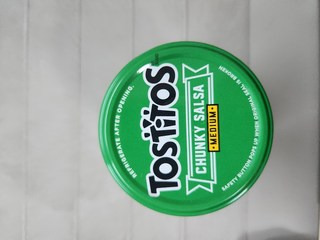 REFRIGERATE AFTER OPENING.
TOSTITOS
CHUNKY SALSA
• MEDIUM •
SAFETY BUTTON POPS UP WHEN ORIGINAL SEAL IS BROKEN